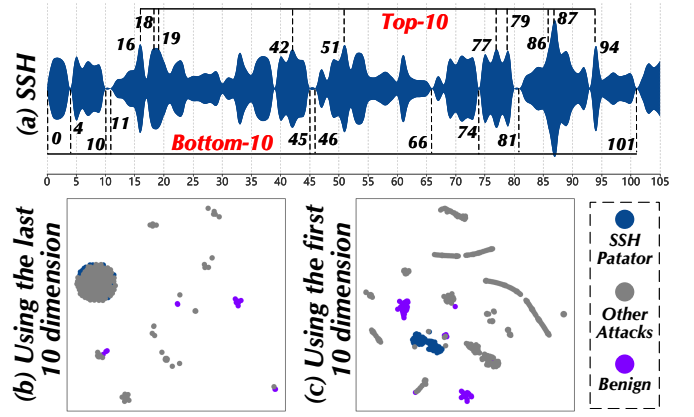 Top-10
18
19
79
87
16
42
51
77
86
94
(a) SSH
0
4
10
11
Bottom-10
45
46
66
74
81
101
0 5 10 15 20 25 30 35 40 45 50 55 60 65 70 75 80 85 90 95 100 105
(b) Using the last
10 dimension
(c) Using the first
10 dimension
SSH
Patator
Other
Attacks
Benign